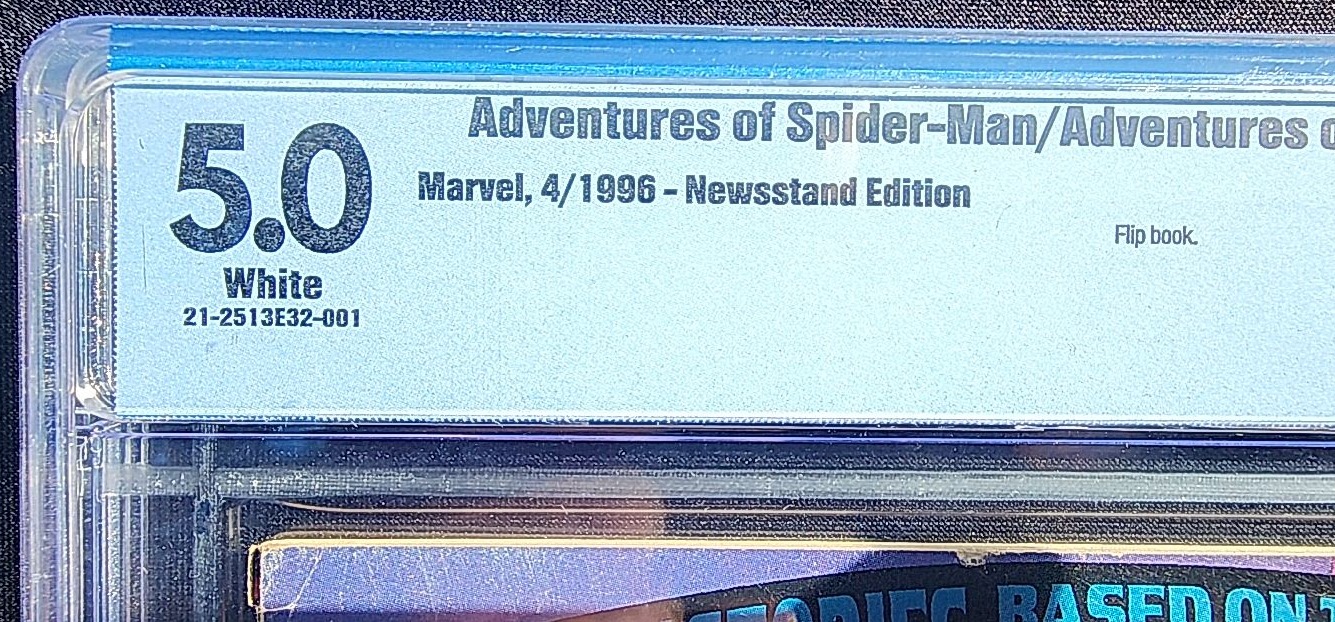 Adventures of Spider-Man/Adventures
5.0
Marvel, 4/1996 - Newsstand Edition
Flip book.
White
21-2513E32-001
BASED ON